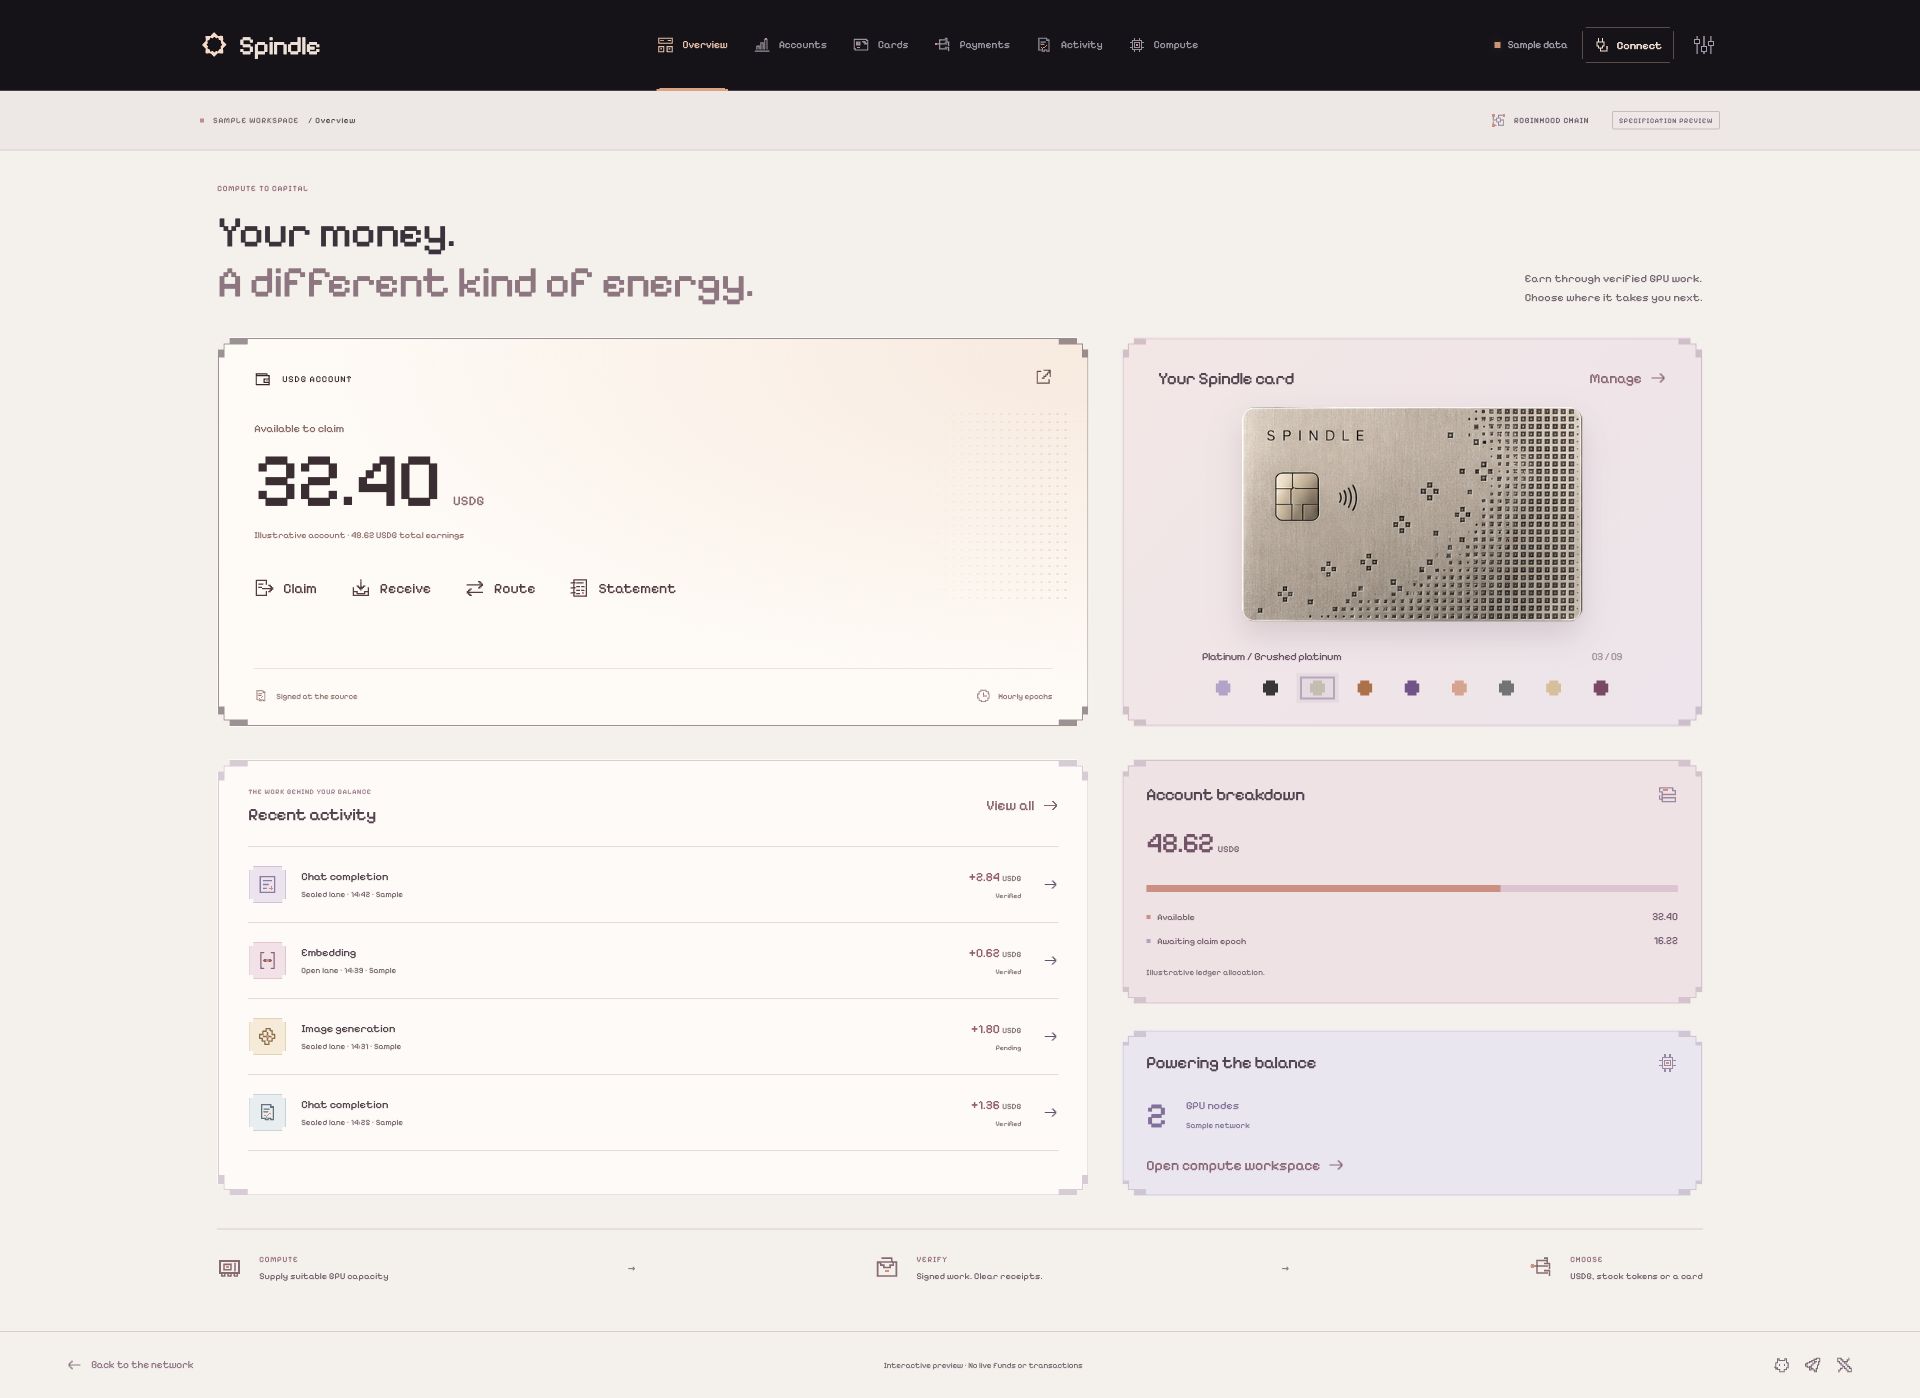 Spindle
Overview
Accounts
Cards
Payments
Activity
Compute
Sample data
Connect
SAMPLE WORKSPACE / Overview
ROBINHOOD CHAIN
SPECIFICATION PREVIEW
COMPUTE TO CAPITAL
Your money.
A different kind of energy.
Earn through verified GPU work.
Choose where it takes you next.
USDG ACCOUNT
Available to claim
32.40 USDG
Illustrative account · 48.62 USDG total earnings
Claim
Receive
Route
Statement
Signed at the source
Hourly epochs
Your Spindle card
Manage →
SPINDLE
Platinum / Brushed platinum
03 / 09
THE WORK BEHIND YOUR BALANCE
Recent activity
View all →
Chat completion
Sealed lane · 14:42 · Sample
+2.84 USDG
Verified
Embedding
Open lane · 14:39 · Sample
+0.62 USDG
Verified
Image generation
Sealed lane · 14:31 · Sample
+1.80 USDG
Pending
Chat completion
Sealed lane · 14:28 · Sample
+1.36 USDG
Verified
Account breakdown
48.62 USDG
Available
32.40
Awaiting claim epoch
16.22
Illustrative ledger allocation.
Powering the balance
2
GPU nodes
Sample network
Open compute workspace →
COMPUTE
Supply suitable GPU capacity
→
VERIFY
Signed work. Clear receipts.
→
CHOOSE
USDG, stock tokens or a card
← Back to the network
Interactive preview · No live funds or transactions